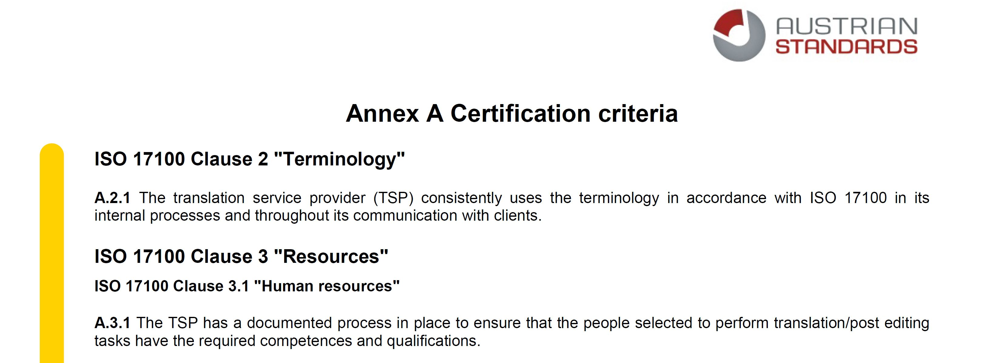 AUSTRIAN
STANDARDS
Annex A Certification criteria
ISO 17100 Clause 2 "Terminology"
A.2.1 The translation service provider (TSP) consistently uses the terminology in accordance with ISO 17100 in its
internal processes and throughout its communication with clients.
ISO 17100 Clause 3 "Resources"
ISO 17100 Clause 3.1 "Human resources"
A.3.1 The TSP has a documented process in place to ensure that the people selected to perform translation/post editing
tasks have the required competences and qualifications.